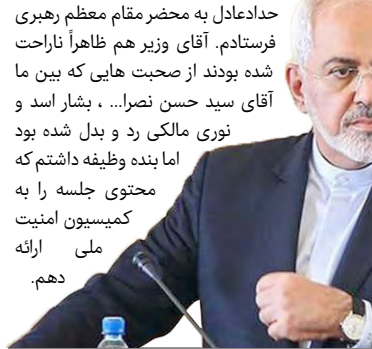 حدادعادل به محضر مقام معظم رهبری
فرستادم. آقای وزیر هم ظاهراً ناراحت
شده بودند از صحبت هایی که بین ما
آقای سید حسن نصرا... ، بشار اسد و
نوری مالکی رد و بدل شده بود
اما بنده وظیفه داشتم که
محتوی جلسه را به
کمیسیون امنیت
ملی ارائه
دهم.